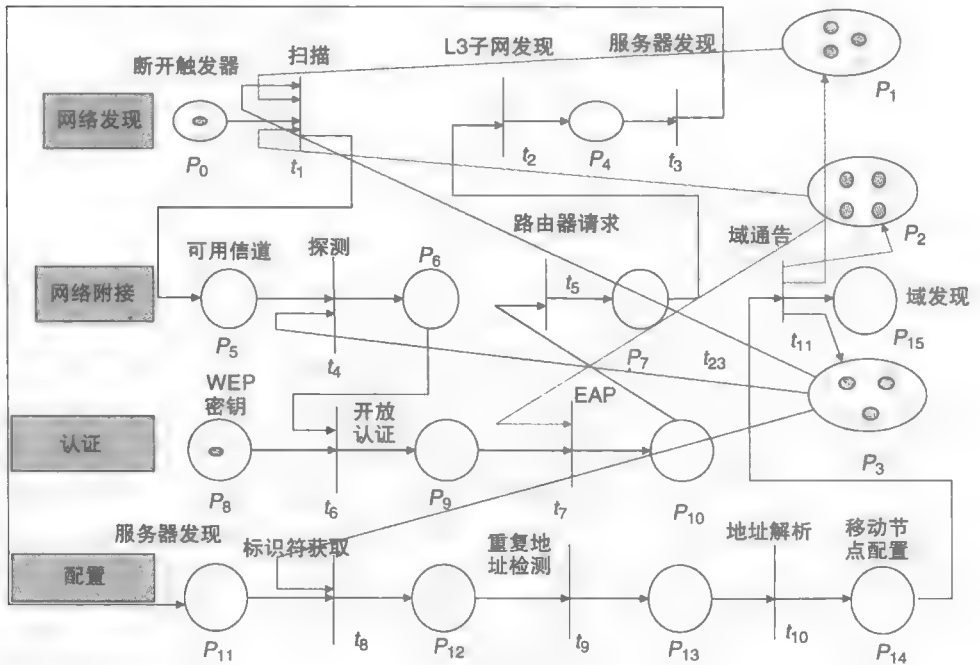 L3子网发现
服务器发现
断开触发器
扫描
P1
网络发现
P0
t1
t2
P4
t3
路由器请求
域通告
P2
可用信道
探测
P6
网络附接
t5
域发现
P5
t4
P7
t23
t11
P15
WEP
密钥
开放
认证
EAP
认证
P3
P8
t6
P9
t7
P10
服务器发现
标识符获取
重复地
址检测
地址解析
移动节
点配置
配置
P11
t8
P12
t9
P13
t10
P14